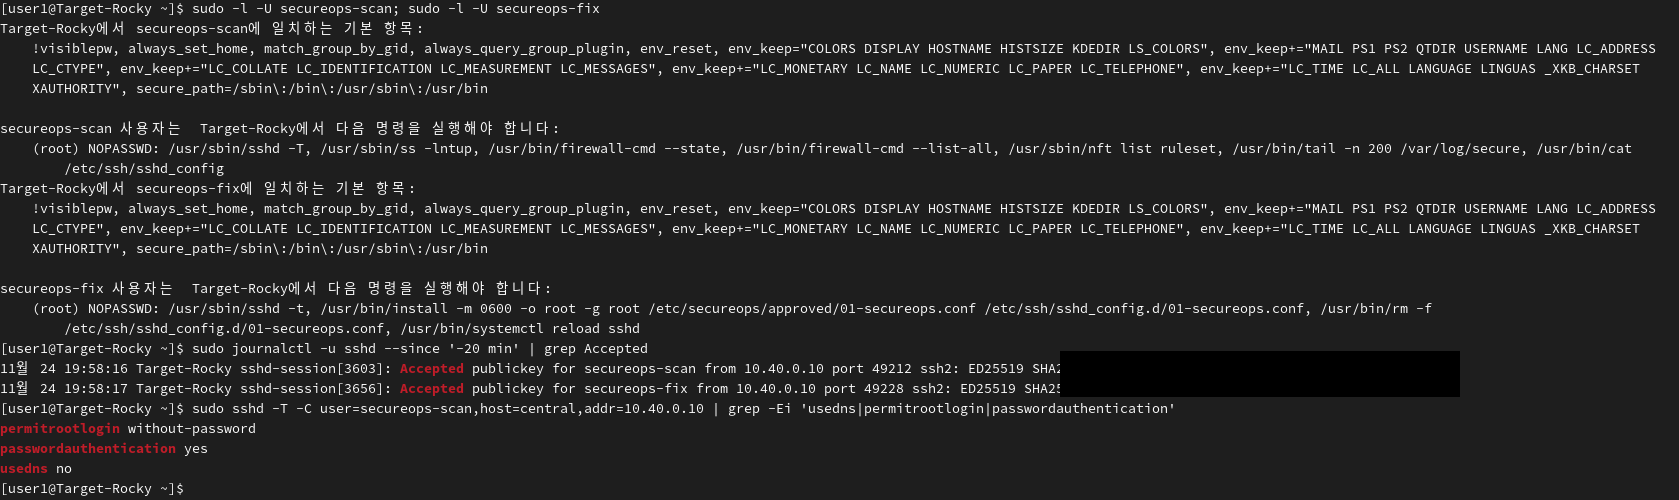 [user1@Target-Rocky ~]$ sudo -l -U secureops-scan; sudo -l -U secureops-fix
Target-Rocky에서 secureops-scan에 일치하는 기본 항목:
    !visiblepw, always_set_home, match_group_by_gid, always_query_group_plugin, env_reset, env_keep="COLORS DISPLAY HOSTNAME HISTSIZE KDEDIR LS_COLORS", env_keep+="MAIL PS1 PS2 QTDIR USERNAME LANG LC_ADDRESS
    LC_CTYPE", env_keep+="LC_COLLATE LC_IDENTIFICATION LC_MEASUREMENT LC_MESSAGES", env_keep+="LC_MONETARY LC_NAME LC_NUMERIC LC_PAPER LC_TELEPHONE", env_keep+="LC_TIME LC_ALL LANGUAGE LINGUAS _XKB_CHARSET
    XAUTHORITY", secure_path=/sbin\:/bin\:/usr/sbin\:/usr/bin

secureops-scan 사용자는  Target-Rocky에서 다음 명령을 실행해야 합니다:
    (root) NOPASSWD: /usr/sbin/sshd -T, /usr/sbin/ss -lntup, /usr/bin/firewall-cmd --state, /usr/bin/firewall-cmd --list-all, /usr/sbin/nft list ruleset, /usr/bin/tail -n 200 /var/log/secure, /usr/bin/cat
        /etc/ssh/sshd_config
Target-Rocky에서 secureops-fix에 일치하는 기본 항목:
    !visiblepw, always_set_home, match_group_by_gid, always_query_group_plugin, env_reset, env_keep="COLORS DISPLAY HOSTNAME HISTSIZE KDEDIR LS_COLORS", env_keep+="MAIL PS1 PS2 QTDIR USERNAME LANG LC_ADDRESS
    LC_CTYPE", env_keep+="LC_COLLATE LC_IDENTIFICATION LC_MEASUREMENT LC_MESSAGES", env_keep+="LC_MONETARY LC_NAME LC_NUMERIC LC_PAPER LC_TELEPHONE", env_keep+="LC_TIME LC_ALL LANGUAGE LINGUAS _XKB_CHARSET
    XAUTHORITY", secure_path=/sbin\:/bin\:/usr/sbin\:/usr/bin

secureops-fix 사용자는  Target-Rocky에서 다음 명령을 실행해야 합니다:
    (root) NOPASSWD: /usr/sbin/sshd -t, /usr/bin/install -m 0600 -o root -g root /etc/secureops/approved/01-secureops.conf /etc/ssh/sshd_config.d/01-secureops.conf, /usr/bin/rm -f
        /etc/ssh/sshd_config.d/01-secureops.conf, /usr/bin/systemctl reload sshd
[user1@Target-Rocky ~]$ sudo journalctl -u sshd --since '-20 min' | grep Accepted
11월 24 19:58:16 Target-Rocky sshd-session[3603]: Accepted publickey for secureops-scan from 10.40.0.10 port 49212 ssh2: ED25519 SHA2
11월 24 19:58:17 Target-Rocky sshd-session[3656]: Accepted publickey for secureops-fix from 10.40.0.10 port 49228 ssh2: ED25519 SHA25
[user1@Target-Rocky ~]$ sudo sshd -T -C user=secureops-scan,host=central,addr=10.40.0.10 | grep -Ei 'usedns|permitrootlogin|passwordauthentication'
permitrootlogin without-password
passwordauthentication yes
usedns no
[user1@Target-Rocky ~]$